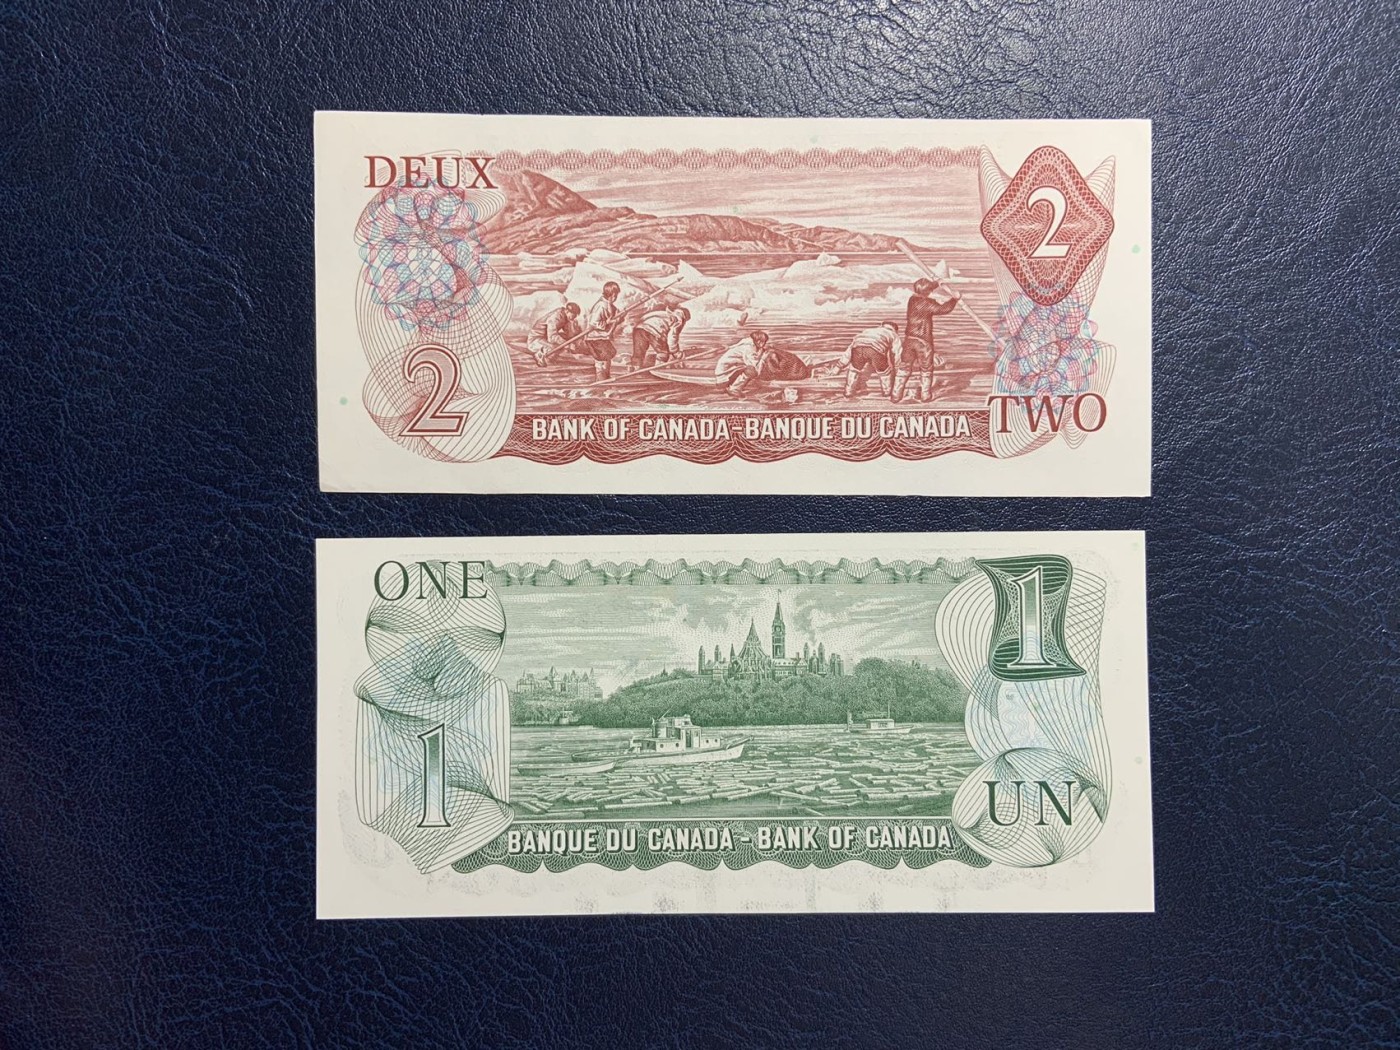 DEUX
2
2
TWO
BANK OF CANADA-BANQUE DU CANADA
ONE
1
1
UN
BANQUE DU CANADA - BANK OF CANADA